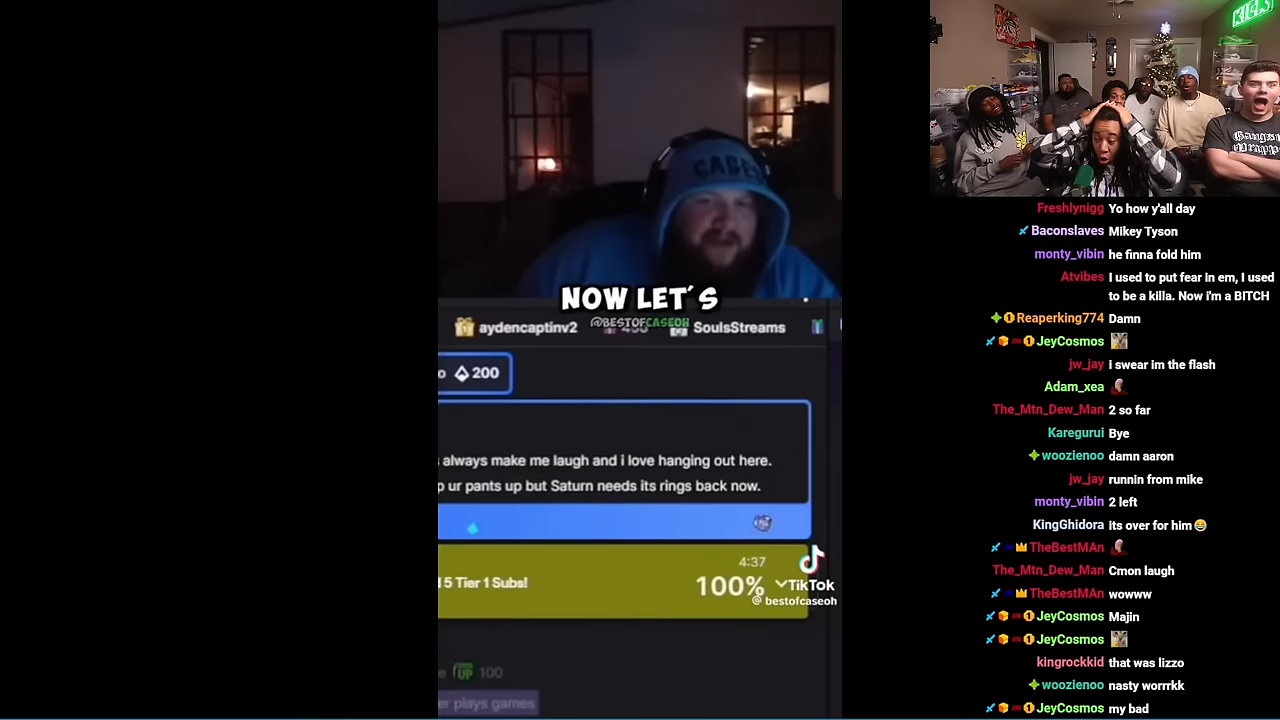 CASE
NOW LET'S
@BESTOFCASEOH
aydencaptinv2
SoulsStreams
200
always make me laugh and i love hanging out here.
p ur pants up but Saturn needs its rings back now.
4:37
5 Tier 1 Subs!
100%
TikTok
@ bestofcaseoh
UP 100
er plays games
Freshlynigg Yo how y'all day
Baconslaves Mikey Tyson
monty_vibin he finna fold him
Atvibes I used to put fear in em, I used
to be a killa. Now i'm a BITCH
Reaperking774 Damn
JeyCosmos
jw_jay i swear im the flash
Adam_xea
The_Mtn_Dew_Man 2 so far
Karegurui Bye
woozienoo damn aaron
jw_jay runnin from mike
monty_vibin 2 left
KingGhidora its over for him😂
TheBestMAn
The_Mtn_Dew_Man Cmon laugh
TheBestMAn wowww
JeyCosmos Majin
JeyCosmos
kingrockkid that was lizzo
woozienoo nasty worrrkk
JeyCosmos my bad